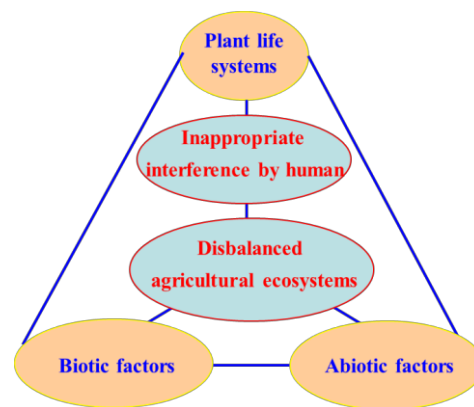 Plant life
systems
Inappropriate
interference by human
Disbalanced
agricultural ecosystems
Biotic factors
Abiotic factors